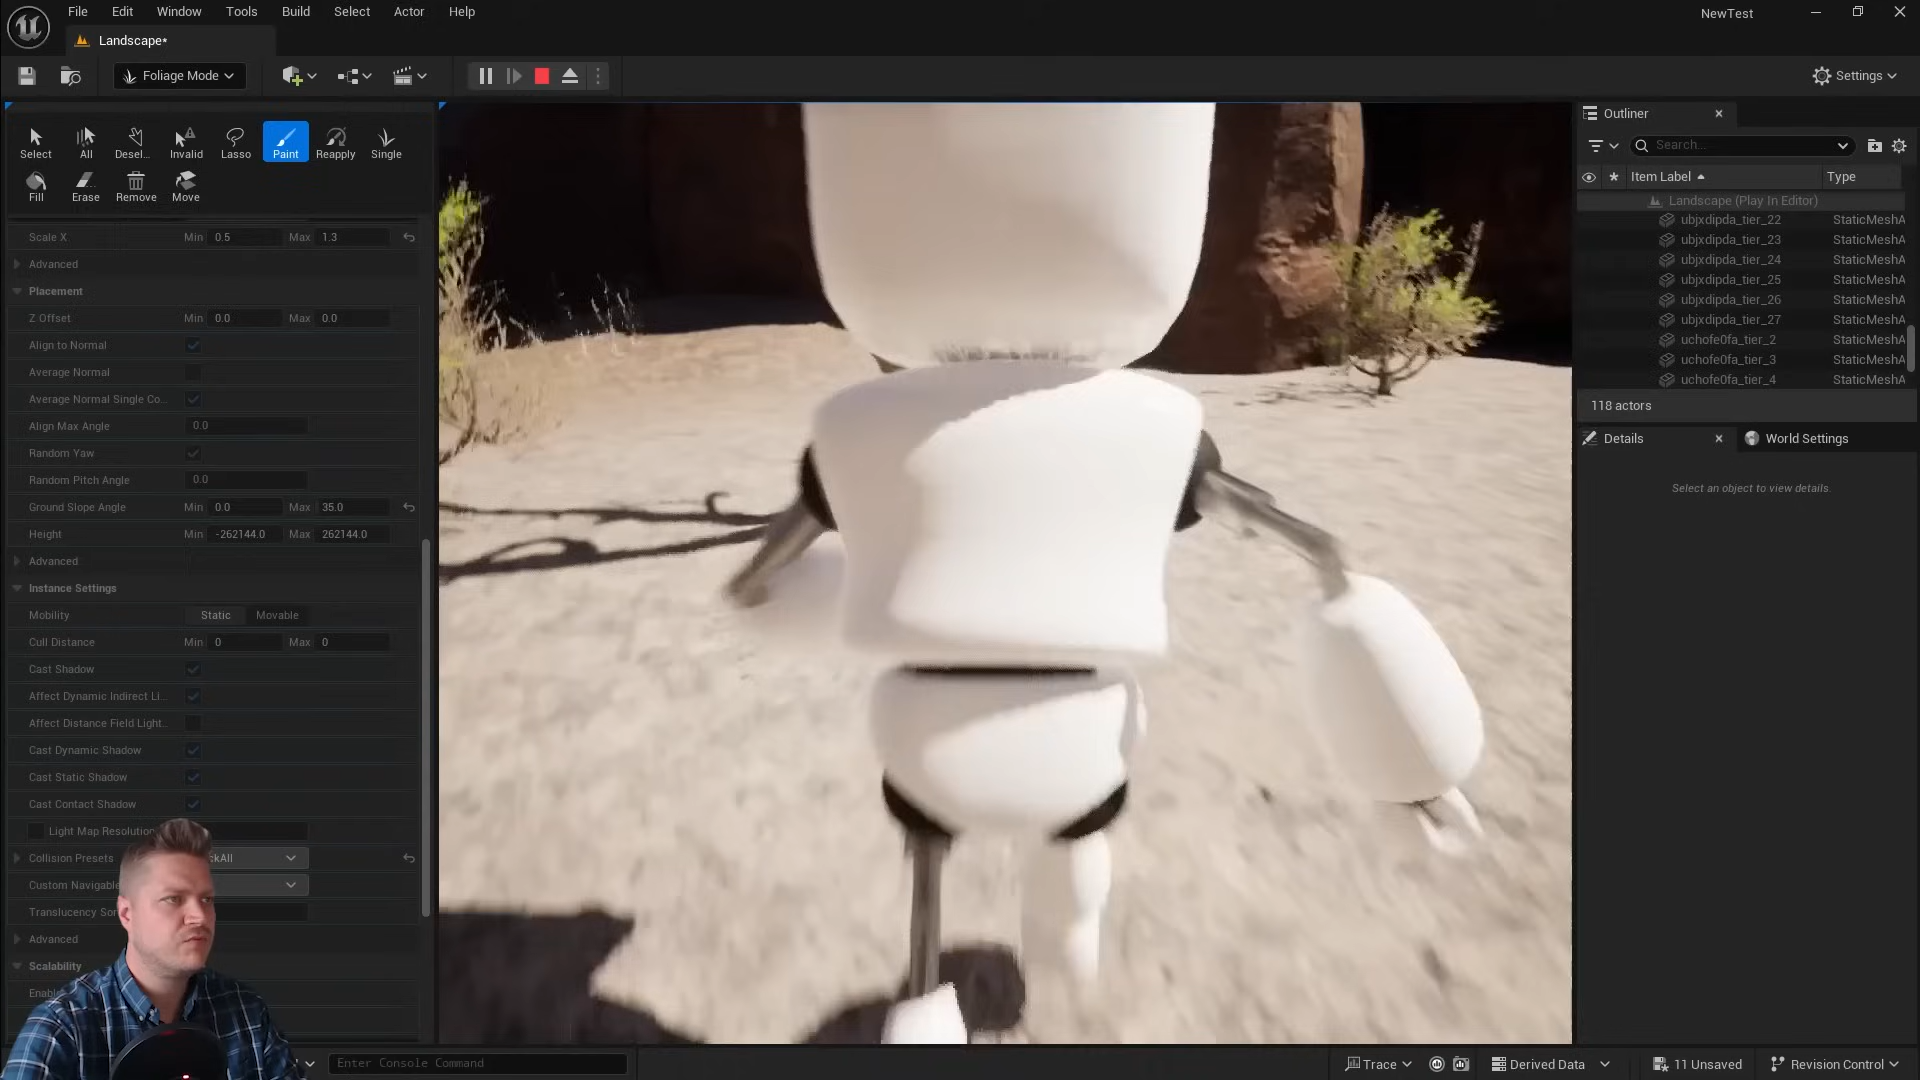 File Edit Window Tools Build Select Actor Help
NewTest
Landscape*
Foliage Mode
Settings
Select All Desel... Invalid Lasso Paint Reapply Single
Fill Erase Remove Move
Scale X Min 0.5 Max 1.3
Advanced
Placement
Z Offset Min 0.0 Max 0.0
Align to Normal
Average Normal
Average Normal Single Co...
Align Max Angle 0.0
Random Yaw
Random Pitch Angle 0.0
Ground Slope Angle Min 0.0 Max 35.0
Height Min -262144.0 Max 262144.0
Advanced
Instance Settings
Mobility Static Movable
Cull Distance Min 0 Max 0
Cast Shadow
Affect Dynamic Indirect Li...
Affect Distance Field Light...
Cast Dynamic Shadow
Cast Static Shadow
Cast Contact Shadow
Light Map Resolution
Collision Presets ckAll
Custom Navigable
Translucency Sor
Advanced
Scalability
Enabl
Outliner
Search...
Item Label Type
Landscape (Play In Editor)
ubjxdipda_tier_22 StaticMeshA
ubjxdipda_tier_23 StaticMeshA
ubjxdipda_tier_24 StaticMeshA
ubjxdipda_tier_25 StaticMeshA
ubjxdipda_tier_26 StaticMeshA
ubjxdipda_tier_27 StaticMeshA
uchofe0fa_tier_2 StaticMeshA
uchofe0fa_tier_3 StaticMeshA
uchofe0fa_tier_4 StaticMeshA
118 actors
Details World Settings
Select an object to view details.
Enter Console Command
Trace Derived Data 11 Unsaved Revision Control